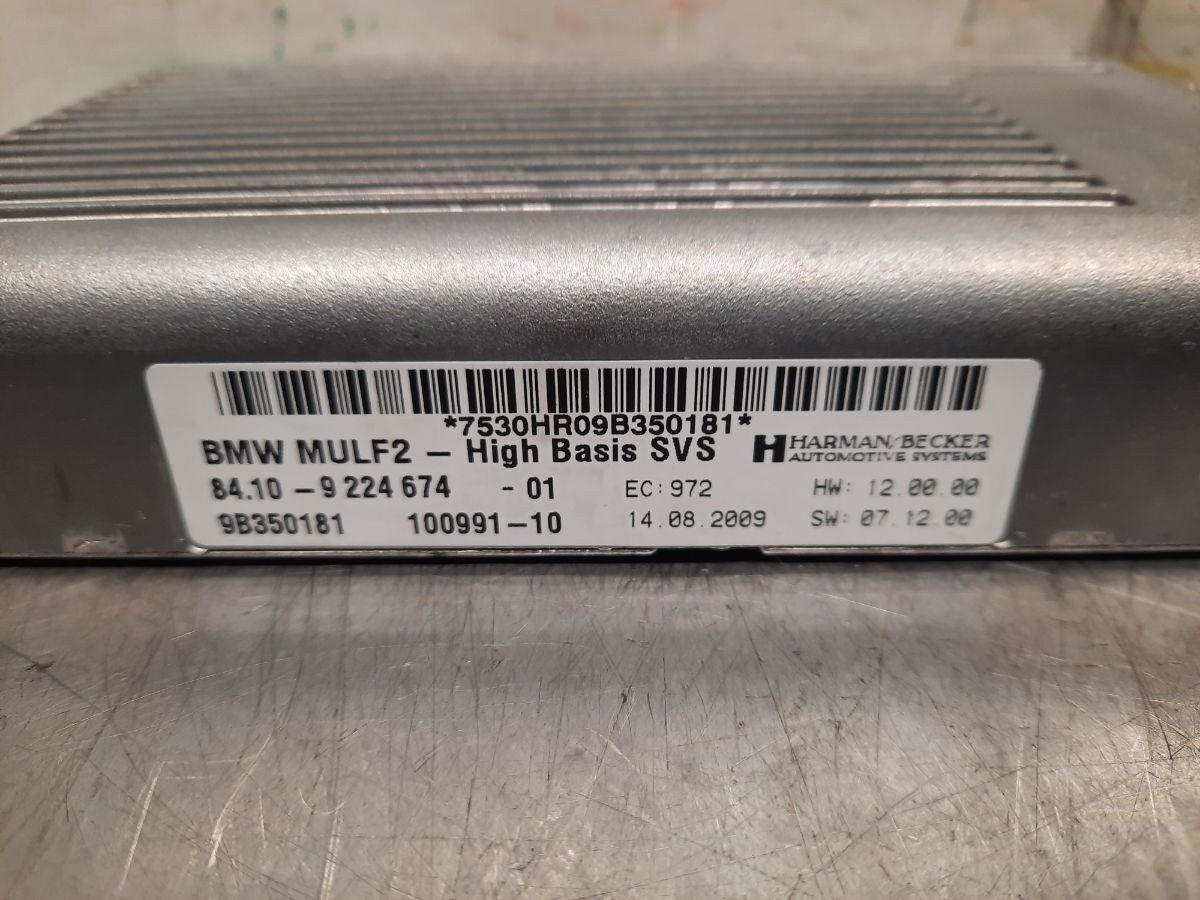 *7530HR09B350181*
BMW MULF2 – High Basis SVS
HARMAN/BECKER
AUTOMOTIVE SYSTEMS
84.10 – 9 224 674 - 01 EC: 972 HW: 12.00.00
9B350181 100991–10 14.08.2009 SW: 07.12.00